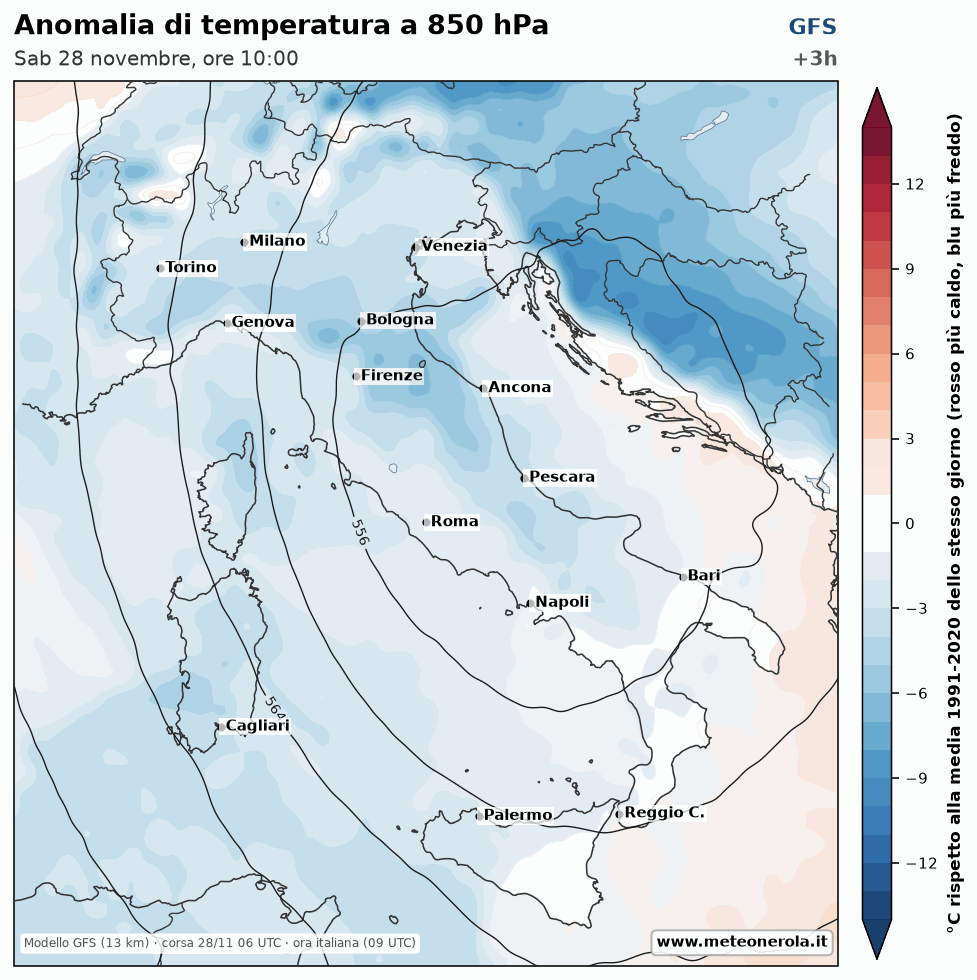 Anomalia di temperatura a 850 hPa
GFS
Sab 28 novembre, ore 10:00
+3h
Milano
Venezia
Torino
Genova
Bologna
Firenze
Ancona
Pescara
Roma
556
Bari
Napoli
564
Cagliari
Palermo
Reggio C.
Modello GFS (13 km) · corsa 28/11 06 UTC · ora italiana (09 UTC)
www.meteonerola.it
12
9
6
3
0
−3
−6
−9
−12
°C rispetto alla media 1991-2020 dello stesso giorno (rosso più caldo, blu più freddo)